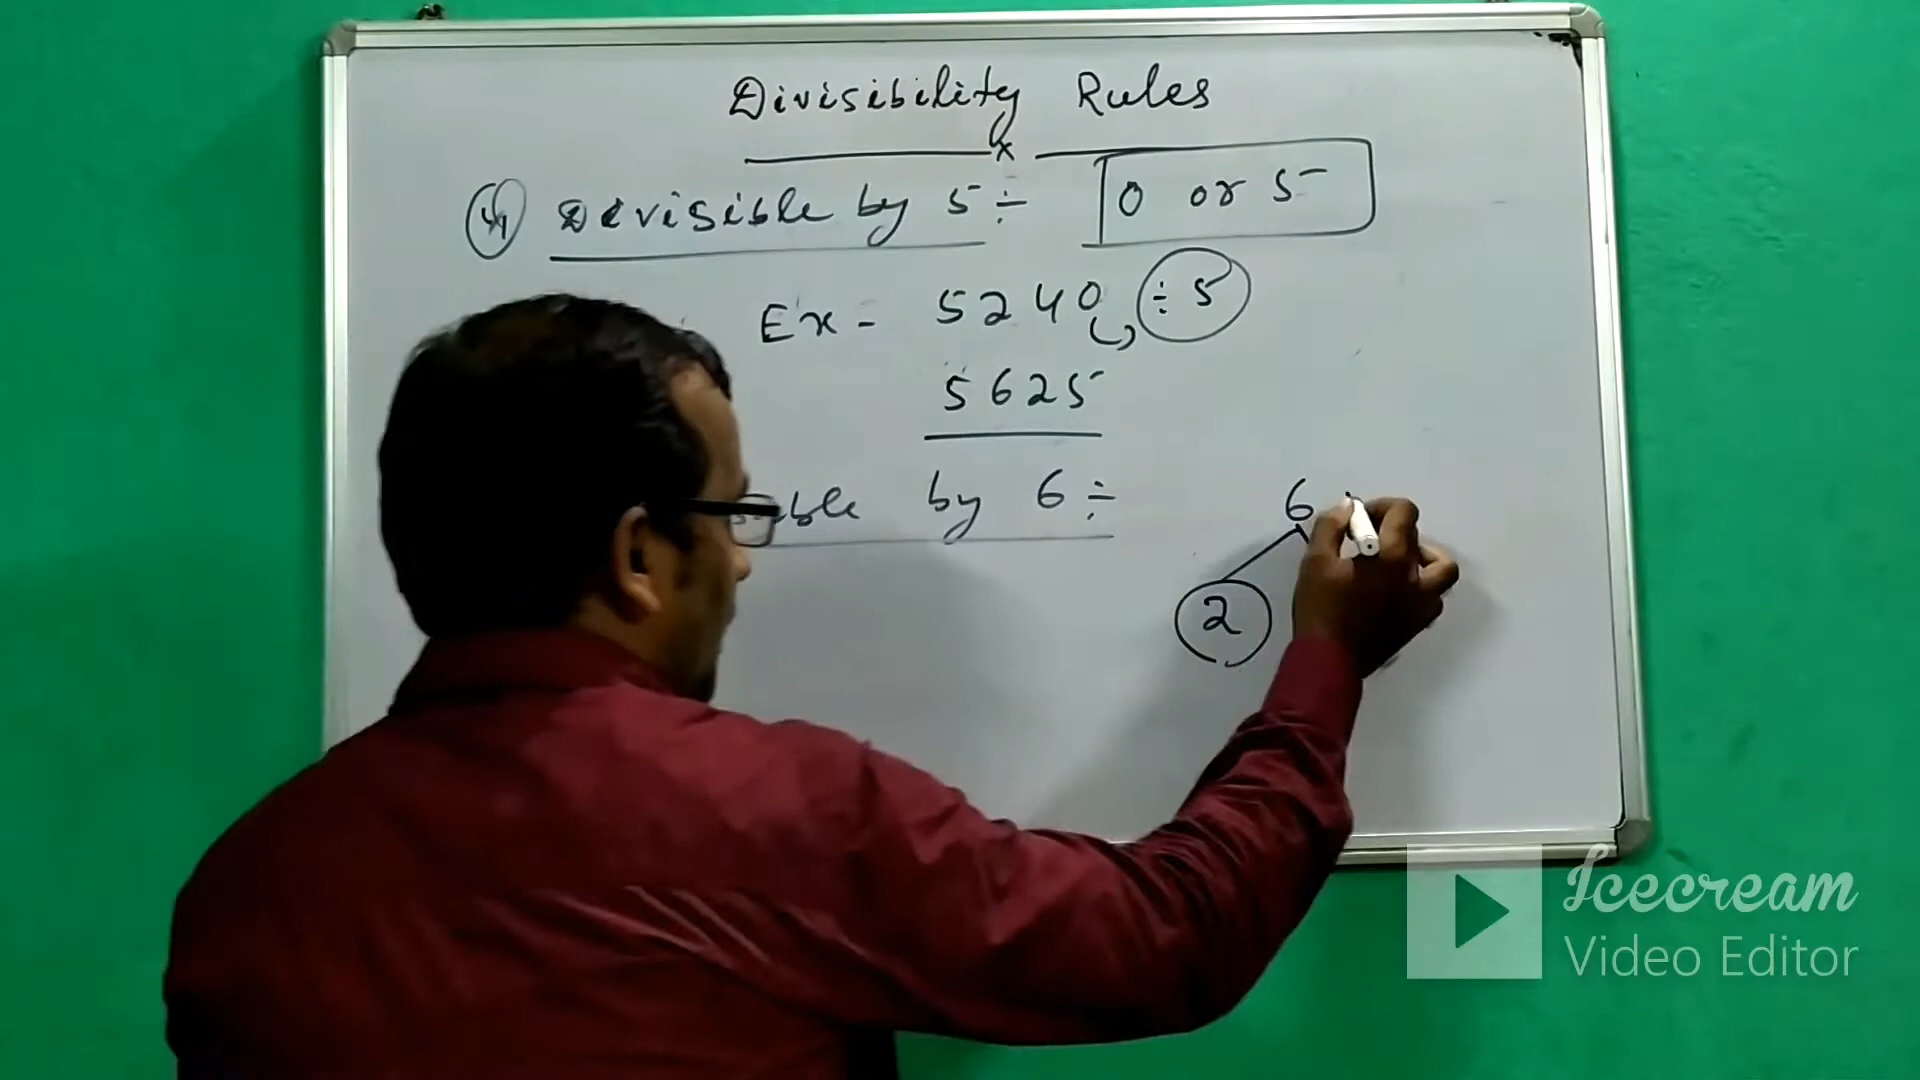 Divisibility Rules
x
4) Divisible by 5 ÷ 0 or 5
Ex - 5240 ÷ 5
5625
by 6 ÷
6
2
Icecream
Video Editor